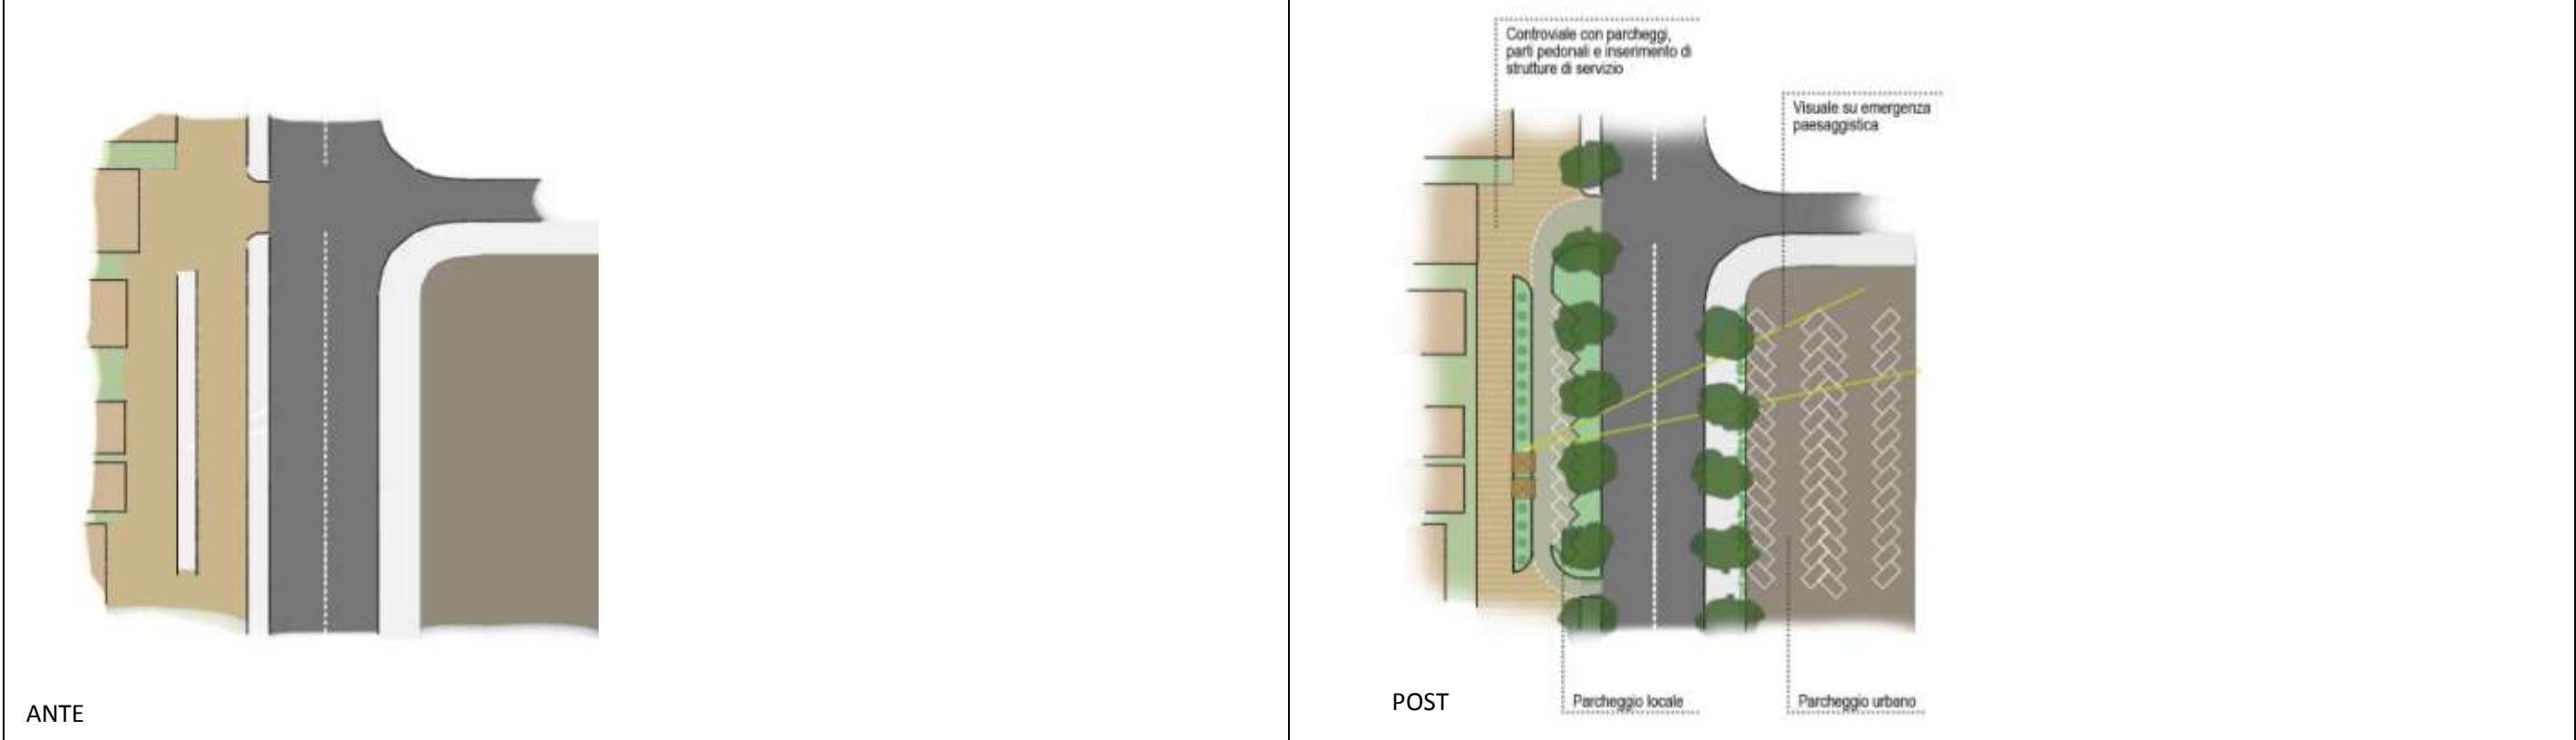 ANTE
Controviale con parcheggi,
parti pedonali e inserimento di
strutture di servizio
Visuale su emergenza
paesaggistica
POST
Parcheggio locale
Parcheggio urbano